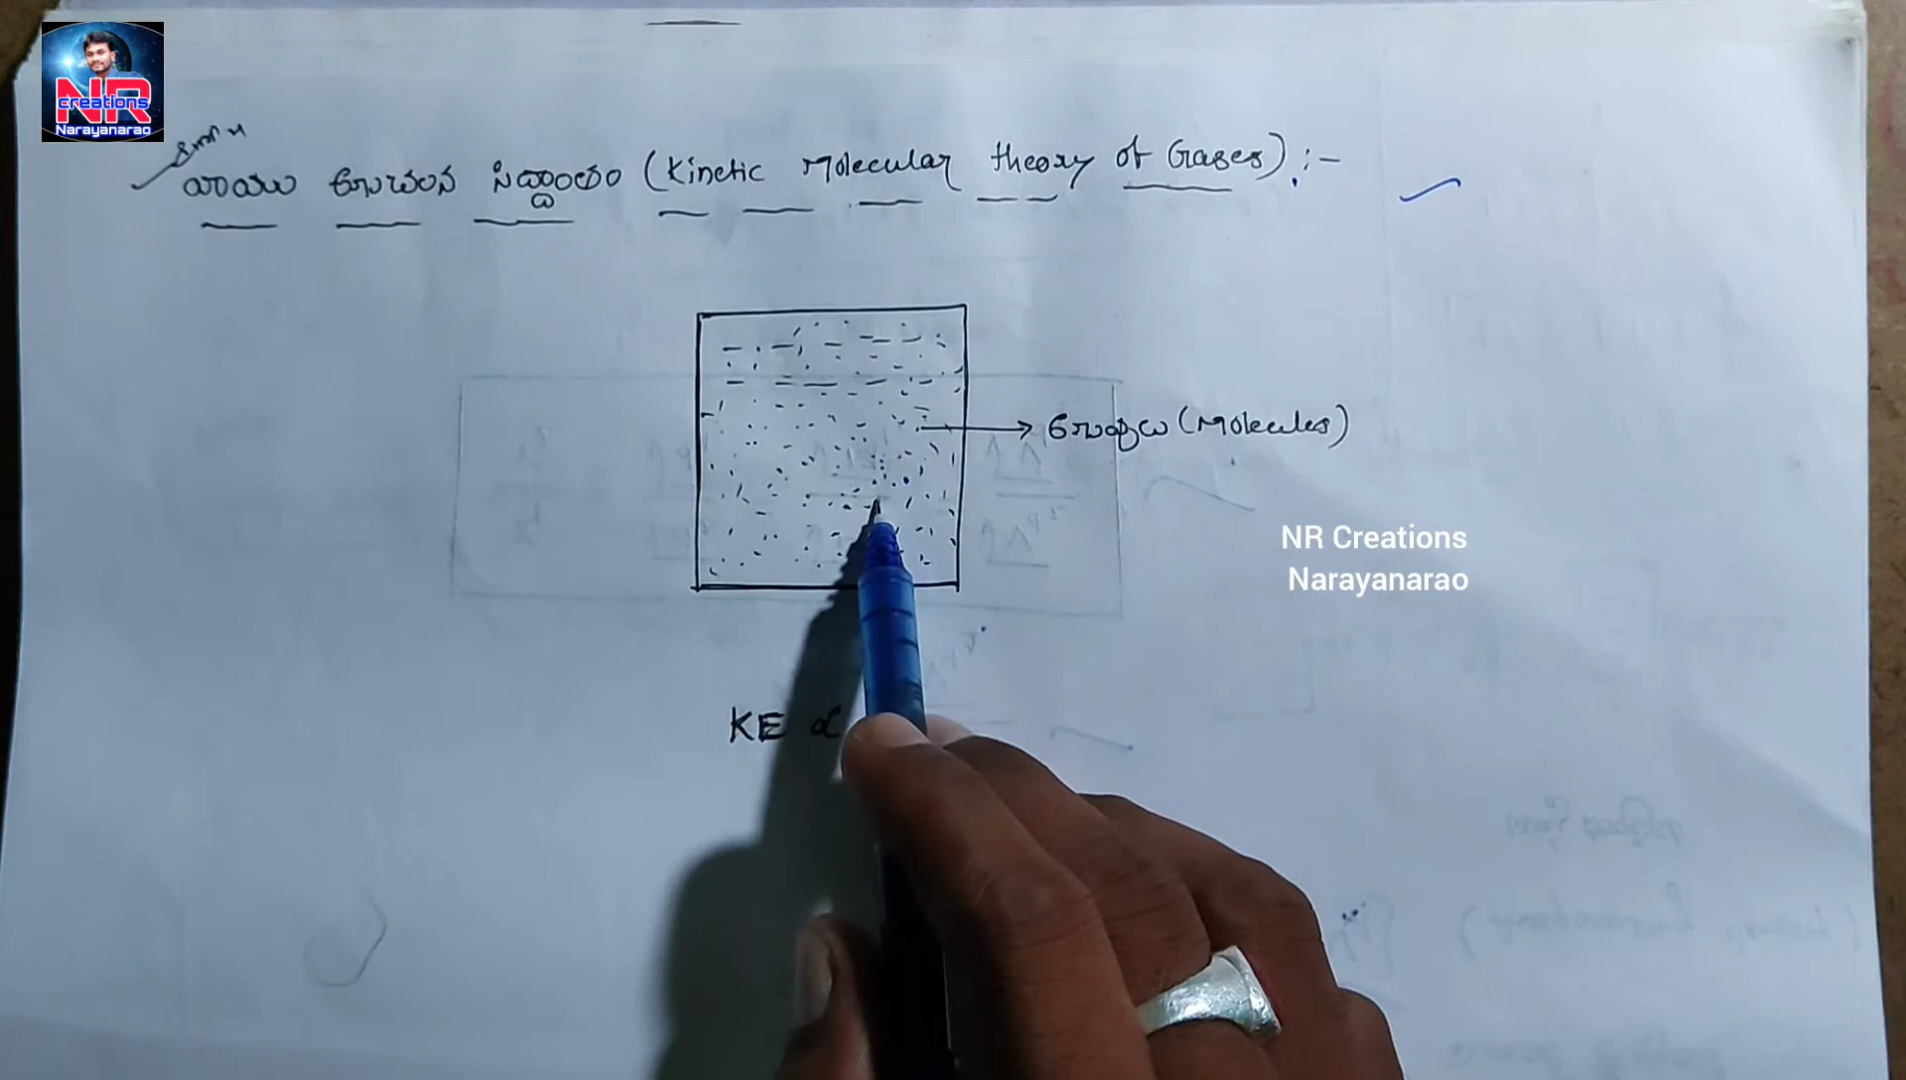 NR
creations
Narayanarao
వాయు అణుచలన సిద్ధాంతం (Kinetic Molecular theory of Gases) :-
అణువులు (Molecules)
NR Creations
Narayanarao
KE ∝